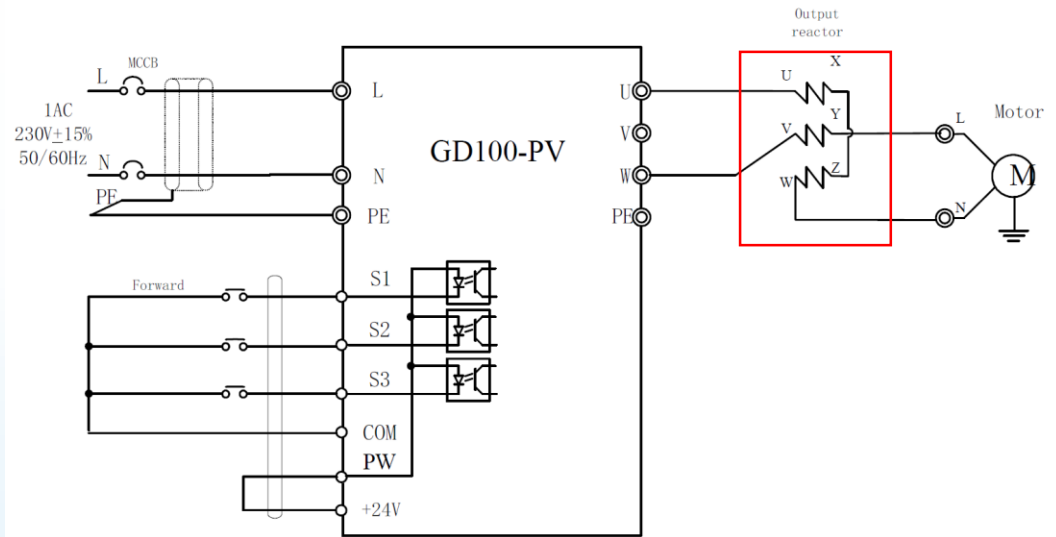 Output
reactor
MCCB
L
1AC
230V±15%
50/60Hz
N
PE
L
N
PE
GD100-PV
U
V
W
PE
U
X
V
Y
W
Z
L
N
Motor
M
Forward
S1
S2
S3
COM
PW
+24V